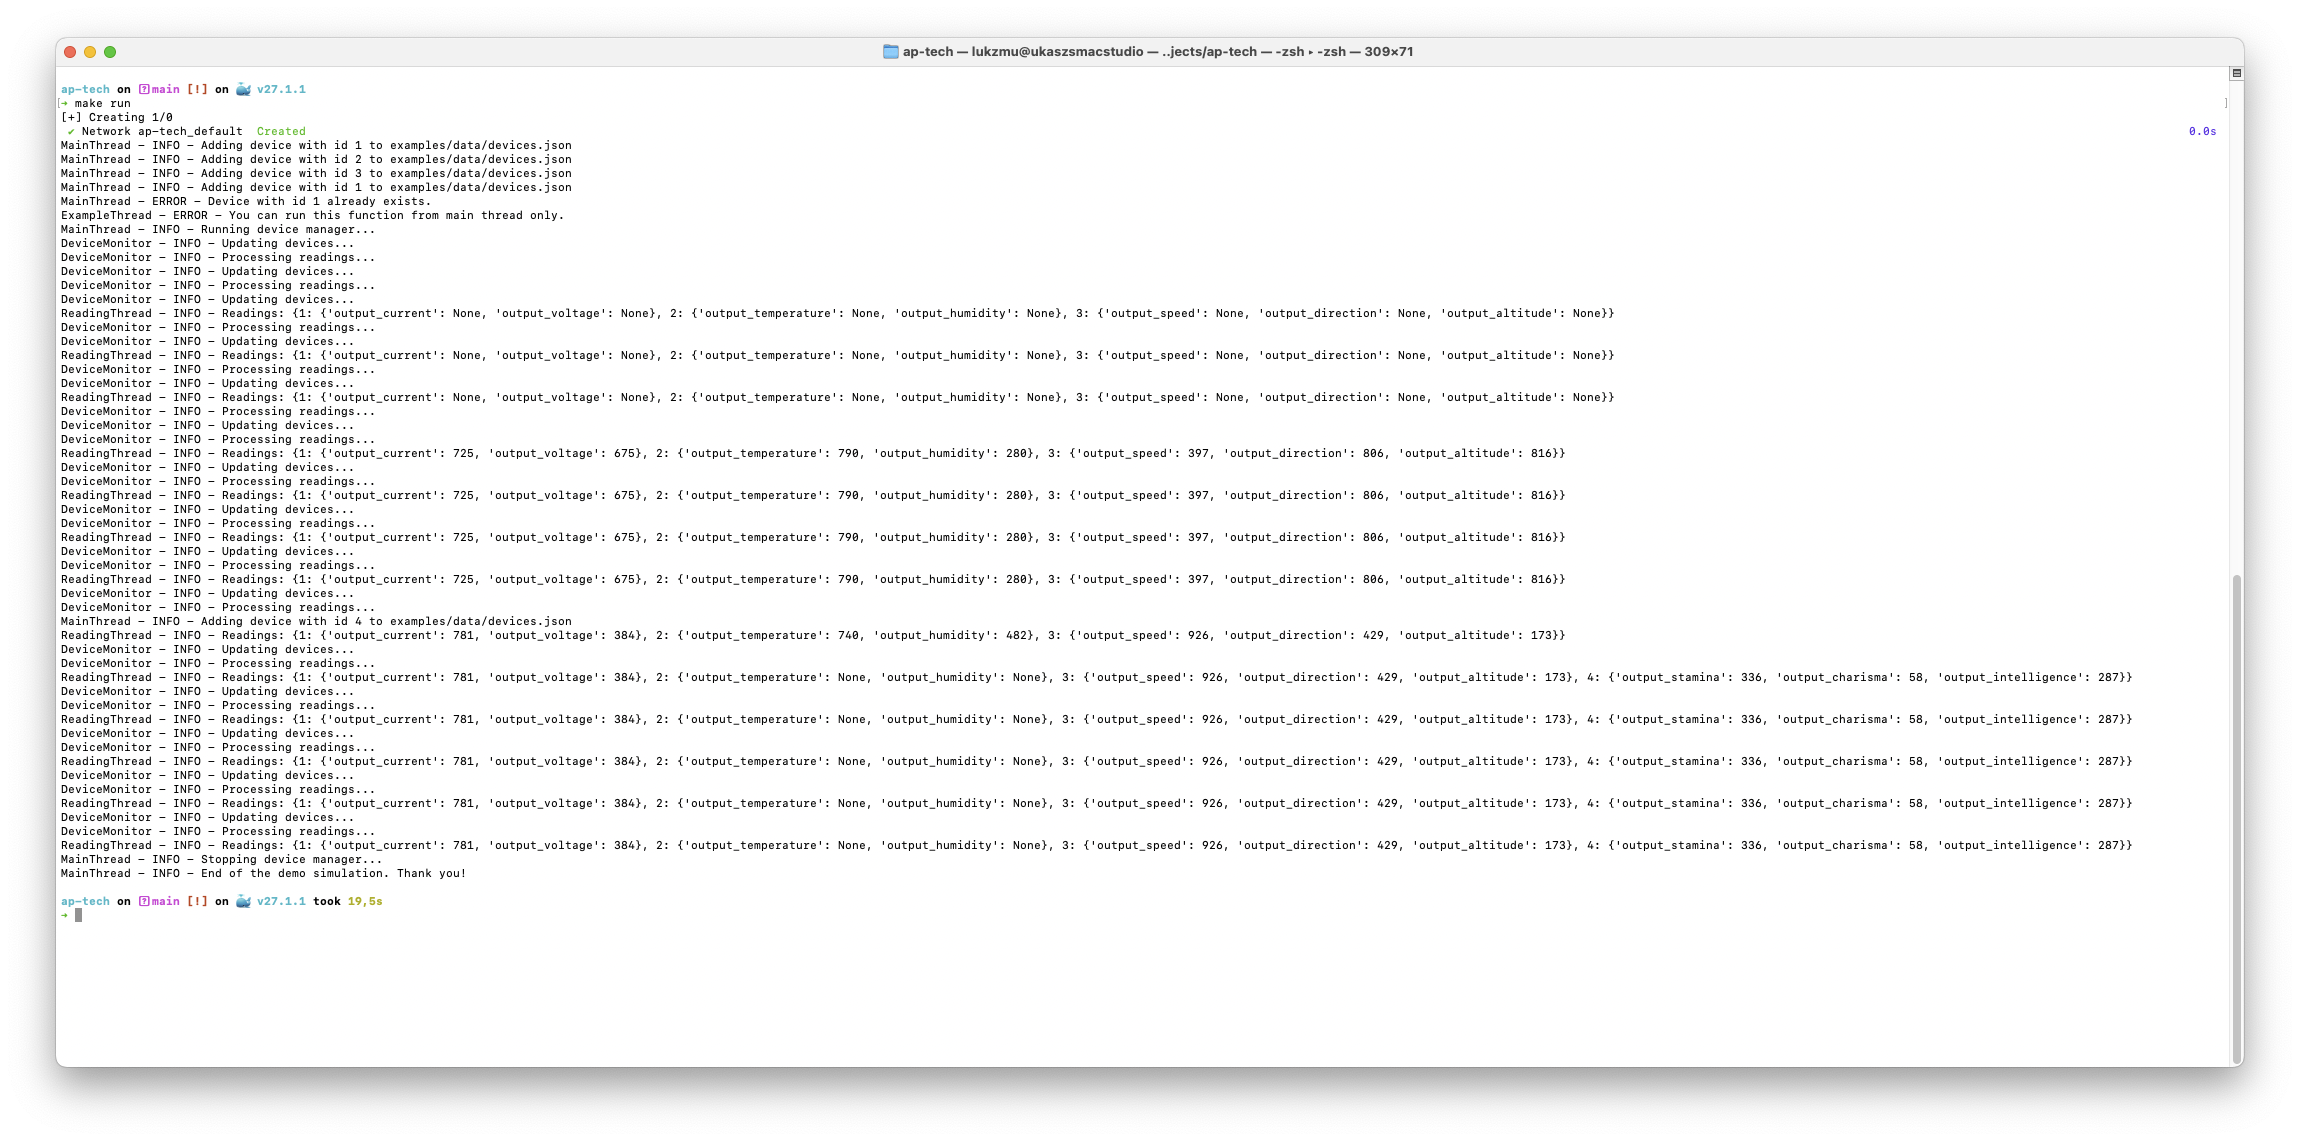 ap-tech — lukzmu@ukaszsmacstudio — ..jects/ap-tech — -zsh ▸ -zsh — 309×71
ap-tech on main [!] on v27.1.1
→ make run
[+] Creating 1/0
✔ Network ap-tech_default Created 0.0s
MainThread - INFO - Adding device with id 1 to examples/data/devices.json
MainThread - INFO - Adding device with id 2 to examples/data/devices.json
MainThread - INFO - Adding device with id 3 to examples/data/devices.json
MainThread - INFO - Adding device with id 1 to examples/data/devices.json
MainThread - ERROR - Device with id 1 already exists.
ExampleThread - ERROR - You can run this function from main thread only.
MainThread - INFO - Running device manager...
DeviceMonitor - INFO - Updating devices...
DeviceMonitor - INFO - Processing readings...
DeviceMonitor - INFO - Updating devices...
DeviceMonitor - INFO - Processing readings...
DeviceMonitor - INFO - Updating devices...
ReadingThread - INFO - Readings: {1: {'output_current': None, 'output_voltage': None}, 2: {'output_temperature': None, 'output_humidity': None}, 3: {'output_speed': None, 'output_direction': None, 'output_altitude': None}}
DeviceMonitor - INFO - Processing readings...
DeviceMonitor - INFO - Updating devices...
ReadingThread - INFO - Readings: {1: {'output_current': None, 'output_voltage': None}, 2: {'output_temperature': None, 'output_humidity': None}, 3: {'output_speed': None, 'output_direction': None, 'output_altitude': None}}
DeviceMonitor - INFO - Processing readings...
DeviceMonitor - INFO - Updating devices...
ReadingThread - INFO - Readings: {1: {'output_current': None, 'output_voltage': None}, 2: {'output_temperature': None, 'output_humidity': None}, 3: {'output_speed': None, 'output_direction': None, 'output_altitude': None}}
DeviceMonitor - INFO - Processing readings...
DeviceMonitor - INFO - Updating devices...
DeviceMonitor - INFO - Processing readings...
ReadingThread - INFO - Readings: {1: {'output_current': 725, 'output_voltage': 675}, 2: {'output_temperature': 790, 'output_humidity': 280}, 3: {'output_speed': 397, 'output_direction': 806, 'output_altitude': 816}}
DeviceMonitor - INFO - Updating devices...
DeviceMonitor - INFO - Processing readings...
ReadingThread - INFO - Readings: {1: {'output_current': 725, 'output_voltage': 675}, 2: {'output_temperature': 790, 'output_humidity': 280}, 3: {'output_speed': 397, 'output_direction': 806, 'output_altitude': 816}}
DeviceMonitor - INFO - Updating devices...
DeviceMonitor - INFO - Processing readings...
ReadingThread - INFO - Readings: {1: {'output_current': 725, 'output_voltage': 675}, 2: {'output_temperature': 790, 'output_humidity': 280}, 3: {'output_speed': 397, 'output_direction': 806, 'output_altitude': 816}}
DeviceMonitor - INFO - Updating devices...
DeviceMonitor - INFO - Processing readings...
ReadingThread - INFO - Readings: {1: {'output_current': 725, 'output_voltage': 675}, 2: {'output_temperature': 790, 'output_humidity': 280}, 3: {'output_speed': 397, 'output_direction': 806, 'output_altitude': 816}}
DeviceMonitor - INFO - Updating devices...
DeviceMonitor - INFO - Processing readings...
MainThread - INFO - Adding device with id 4 to examples/data/devices.json
ReadingThread - INFO - Readings: {1: {'output_current': 781, 'output_voltage': 384}, 2: {'output_temperature': 740, 'output_humidity': 482}, 3: {'output_speed': 926, 'output_direction': 429, 'output_altitude': 173}}
DeviceMonitor - INFO - Updating devices...
DeviceMonitor - INFO - Processing readings...
ReadingThread - INFO - Readings: {1: {'output_current': 781, 'output_voltage': 384}, 2: {'output_temperature': None, 'output_humidity': None}, 3: {'output_speed': 926, 'output_direction': 429, 'output_altitude': 173}, 4: {'output_stamina': 336, 'output_charisma': 58, 'output_intelligence': 287}}
DeviceMonitor - INFO - Updating devices...
DeviceMonitor - INFO - Processing readings...
ReadingThread - INFO - Readings: {1: {'output_current': 781, 'output_voltage': 384}, 2: {'output_temperature': None, 'output_humidity': None}, 3: {'output_speed': 926, 'output_direction': 429, 'output_altitude': 173}, 4: {'output_stamina': 336, 'output_charisma': 58, 'output_intelligence': 287}}
DeviceMonitor - INFO - Updating devices...
DeviceMonitor - INFO - Processing readings...
ReadingThread - INFO - Readings: {1: {'output_current': 781, 'output_voltage': 384}, 2: {'output_temperature': None, 'output_humidity': None}, 3: {'output_speed': 926, 'output_direction': 429, 'output_altitude': 173}, 4: {'output_stamina': 336, 'output_charisma': 58, 'output_intelligence': 287}}
DeviceMonitor - INFO - Updating devices...
DeviceMonitor - INFO - Processing readings...
ReadingThread - INFO - Readings: {1: {'output_current': 781, 'output_voltage': 384}, 2: {'output_temperature': None, 'output_humidity': None}, 3: {'output_speed': 926, 'output_direction': 429, 'output_altitude': 173}, 4: {'output_stamina': 336, 'output_charisma': 58, 'output_intelligence': 287}}
DeviceMonitor - INFO - Updating devices...
DeviceMonitor - INFO - Processing readings...
ReadingThread - INFO - Readings: {1: {'output_current': 781, 'output_voltage': 384}, 2: {'output_temperature': None, 'output_humidity': None}, 3: {'output_speed': 926, 'output_direction': 429, 'output_altitude': 173}, 4: {'output_stamina': 336, 'output_charisma': 58, 'output_intelligence': 287}}
MainThread - INFO - Stopping device manager...
MainThread - INFO - End of the demo simulation. Thank you!
ap-tech on main [!] on v27.1.1 took 19,5s
→